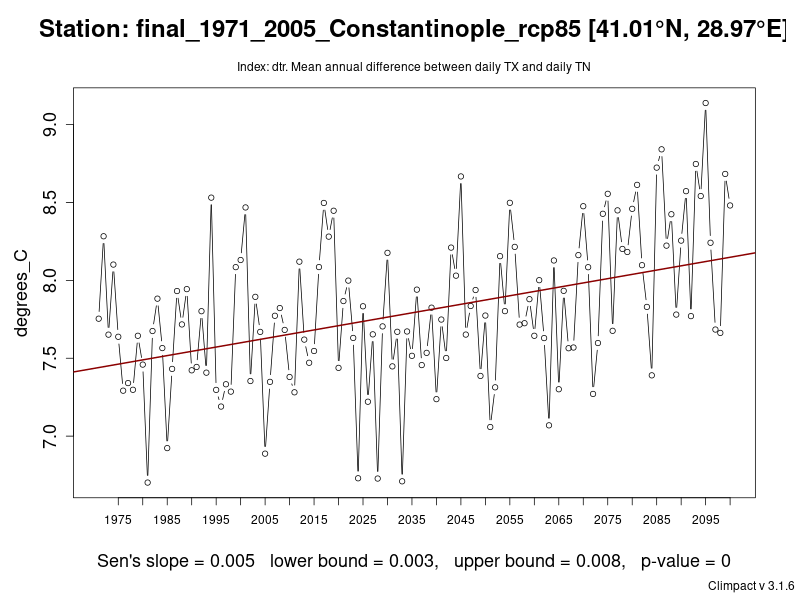 Station: final_1971_2005_Constantinople_rcp85 [41.01°N, 28.97°E]
Index: dtr. Mean annual difference between daily TX and daily TN
degrees_C
9.0
8.5
8.0
7.5
7.0
1975 1985 1995 2005 2015 2025 2035 2045 2055 2065 2075 2085 2095
Sen's slope = 0.005 lower bound = 0.003, upper bound = 0.008, p-value = 0
Climpact v 3.1.6